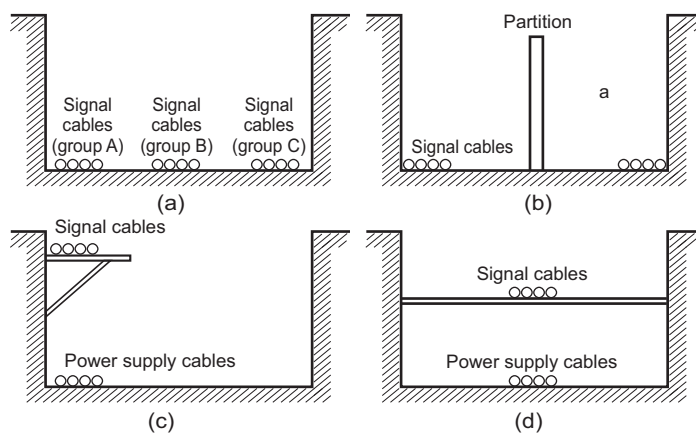 Signal
cables
(group A)
Signal
cables
(group B)
Signal
cables
(group C)
(a)
Partition
a
Signal cables
(b)
Signal cables
Power supply cables
(c)
Signal cables
Power supply cables
(d)